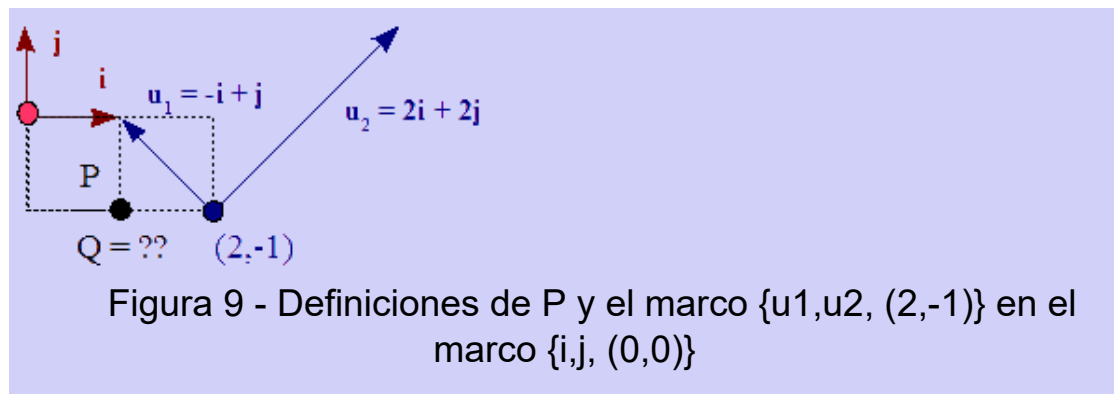 j
i
u1 = -i + j
u2 = 2i + 2j
P
Q = ??
(2,-1)
Figura 9 - Definiciones de P y el marco {u1,u2, (2,-1)} en el
marco {i,j, (0,0)}